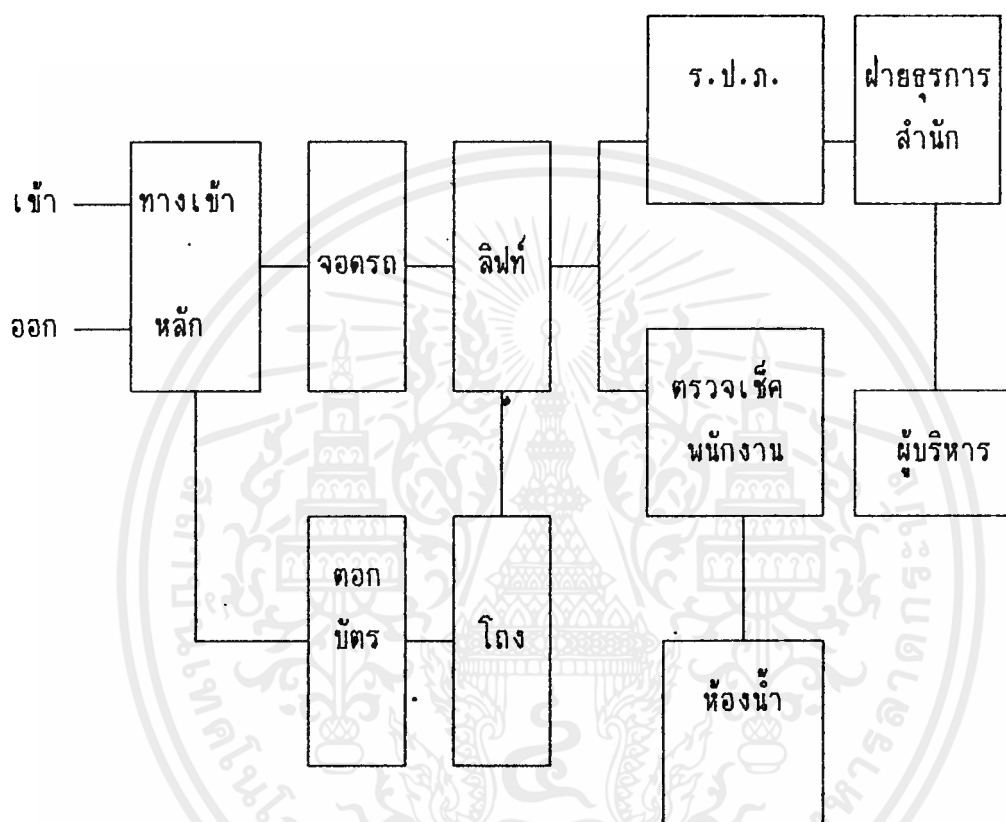 ร.ป.ภ.
ฝ่ายธุรการ
สำนัก
เข้า
ทางเข้า
หลัก
ออก
จอดรถ
ลิฟท์
ตรวจเช็ค
พนักงาน
ผู้บริหาร
ตอก
บัตร
โถง
ห้องน้ำ